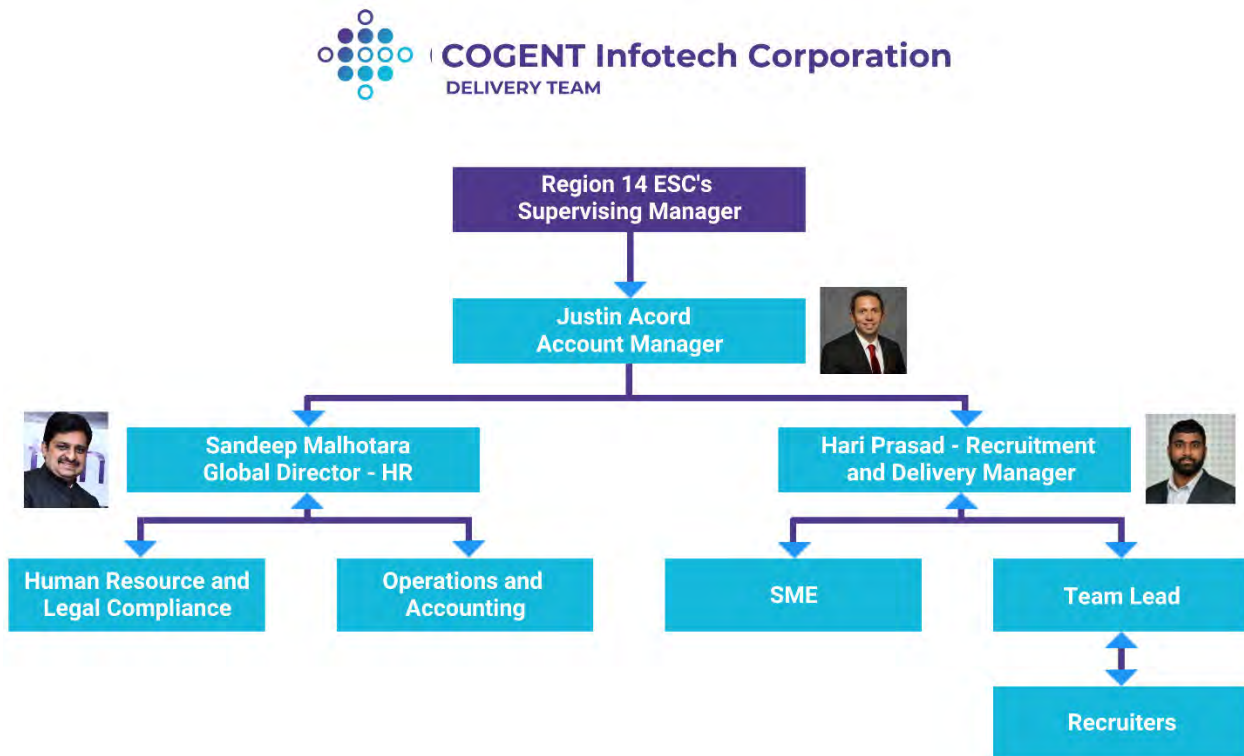 COGENT Infotech Corporation
DELIVERY TEAM
Region 14 ESC's
Supervising Manager
Justin Acord
Account Manager
Sandeep Malhotara
Global Director - HR
Hari Prasad - Recruitment
and Delivery Manager
Human Resource and
Legal Compliance
Operations and
Accounting
SME
Team Lead
Recruiters